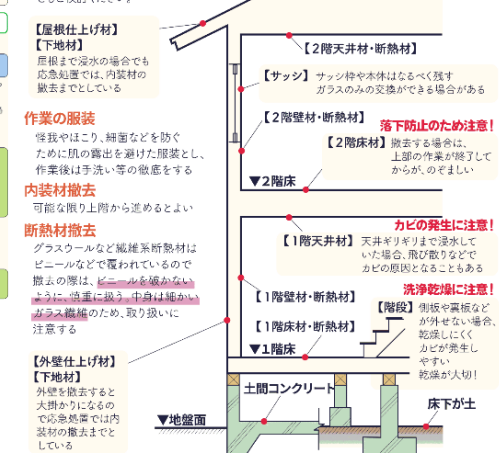 【屋根仕上げ材】
【下地材】
屋根まで浸水の場合でも
応急処置では、内装材の
撤去までとしている
作業の服装
怪我やほこり、細菌などを防ぐ
ために肌の露出を避けた服装とし、
作業後は手洗い等の徹底をする
内装材撤去
可能な限り上階から進めるとよい
断熱材撤去
グラスウールなど繊維系断熱材は
ビニールなどで覆われているので
撤去の際は、ビニールを破かない
ように、慎重に扱う。中身は細かい
ガラス繊維のため、取り扱いに
注意する
【外壁仕上げ材】
【下地材】
外壁を撤去すると
大掛かりになるの
で応急処置では内
装材の撤去までと
している
【2階天井材・断熱材】
【サッシ】 サッシ枠や本体はなるべく残す
ガラスのみの交換ができる場合がある
【2階壁材・断熱材】
落下防止のため注意!
【2階床材】 撤去する場合は、
上部の作業が終了して
からが、のぞましい
▼2階床
カビの発生に注意!
【1階天井材】 天井ギリギリまで浸水して
いた場合、飛び散りなどで
カビの原因となることもある
洗浄乾燥に注意!
【1階壁材・断熱材】
【階段】 側板や裏板など
が外せない場合、
乾燥しにくく
カビが発生し
やすい
乾燥が大切!
【1階床材・断熱材】
▼1階床
土間コンクリート
▼地盤面
床下が土